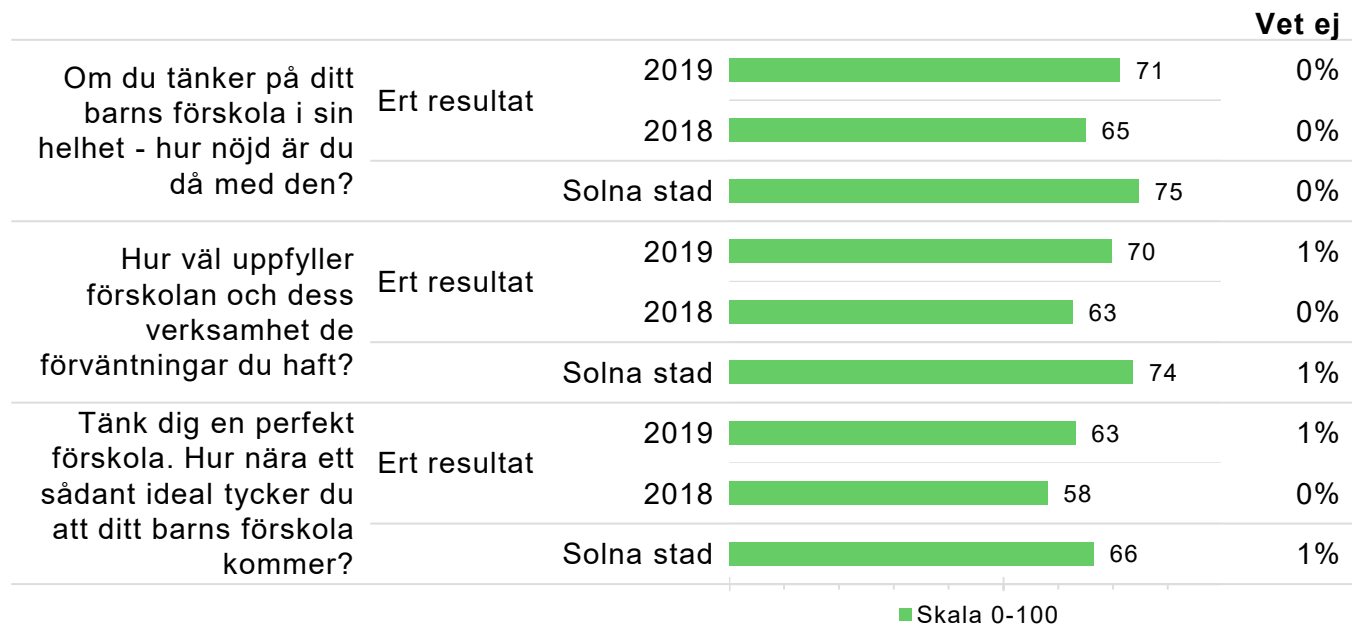 Vet ej
Om du tänker på ditt
barns förskola i sin
helhet - hur nöjd är du
då med den?
Ert resultat
2019 71 0%
2018 65 0%
Solna stad 75 0%
Hur väl uppfyller
förskolan och dess
verksamhet de
förväntningar du haft?
Ert resultat
2019 70 1%
2018 63 0%
Solna stad 74 1%
Tänk dig en perfekt
förskola. Hur nära ett
sådant ideal tycker du
att ditt barns förskola
kommer?
Ert resultat
2019 63 1%
2018 58 0%
Solna stad 66 1%
Skala 0-100